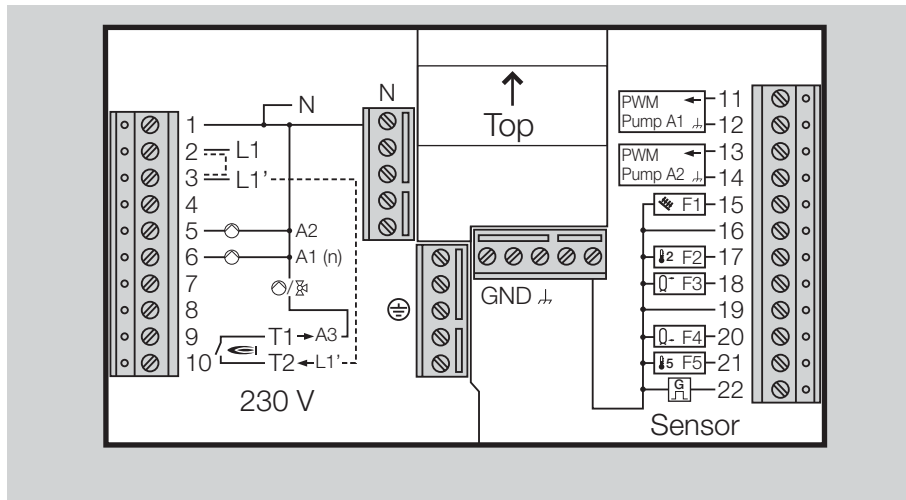 N
1
2 L1
3 L1'
4
5 A2
6 A1 (n)
7
8
9 T1 A3
10 T2 L1'
230 V
N
Top
GND
PWM 11
Pump A1 12
PWM 13
Pump A2 14
F1 15
16
2 F2 17
F3 18
19
F4 20
5 F5 21
G 22
Sensor